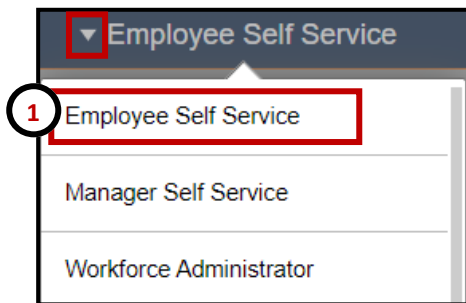 Employee Self Service
1
Employee Self Service
Manager Self Service
Workforce Administrator